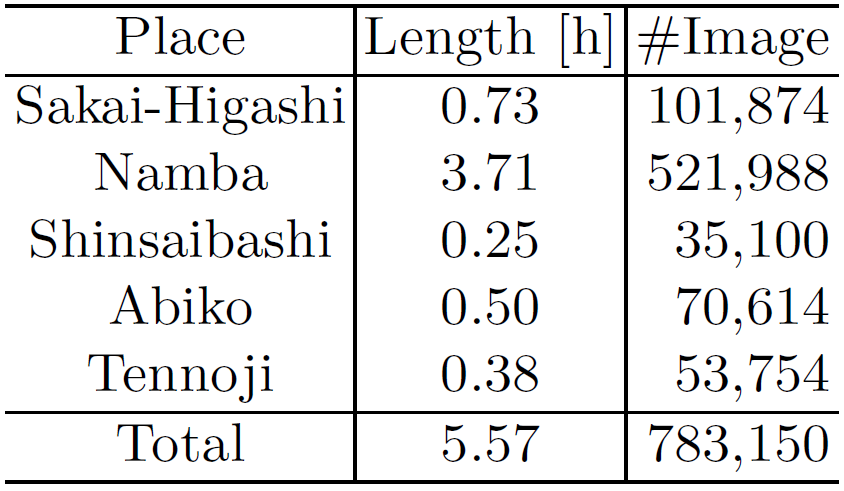 Place Length [h] #Image
Sakai-Higashi 0.73 101,874
Namba 3.71 521,988
Shinsaibashi 0.25 35,100
Abiko 0.50 70,614
Tennoji 0.38 53,754
Total 5.57 783,150